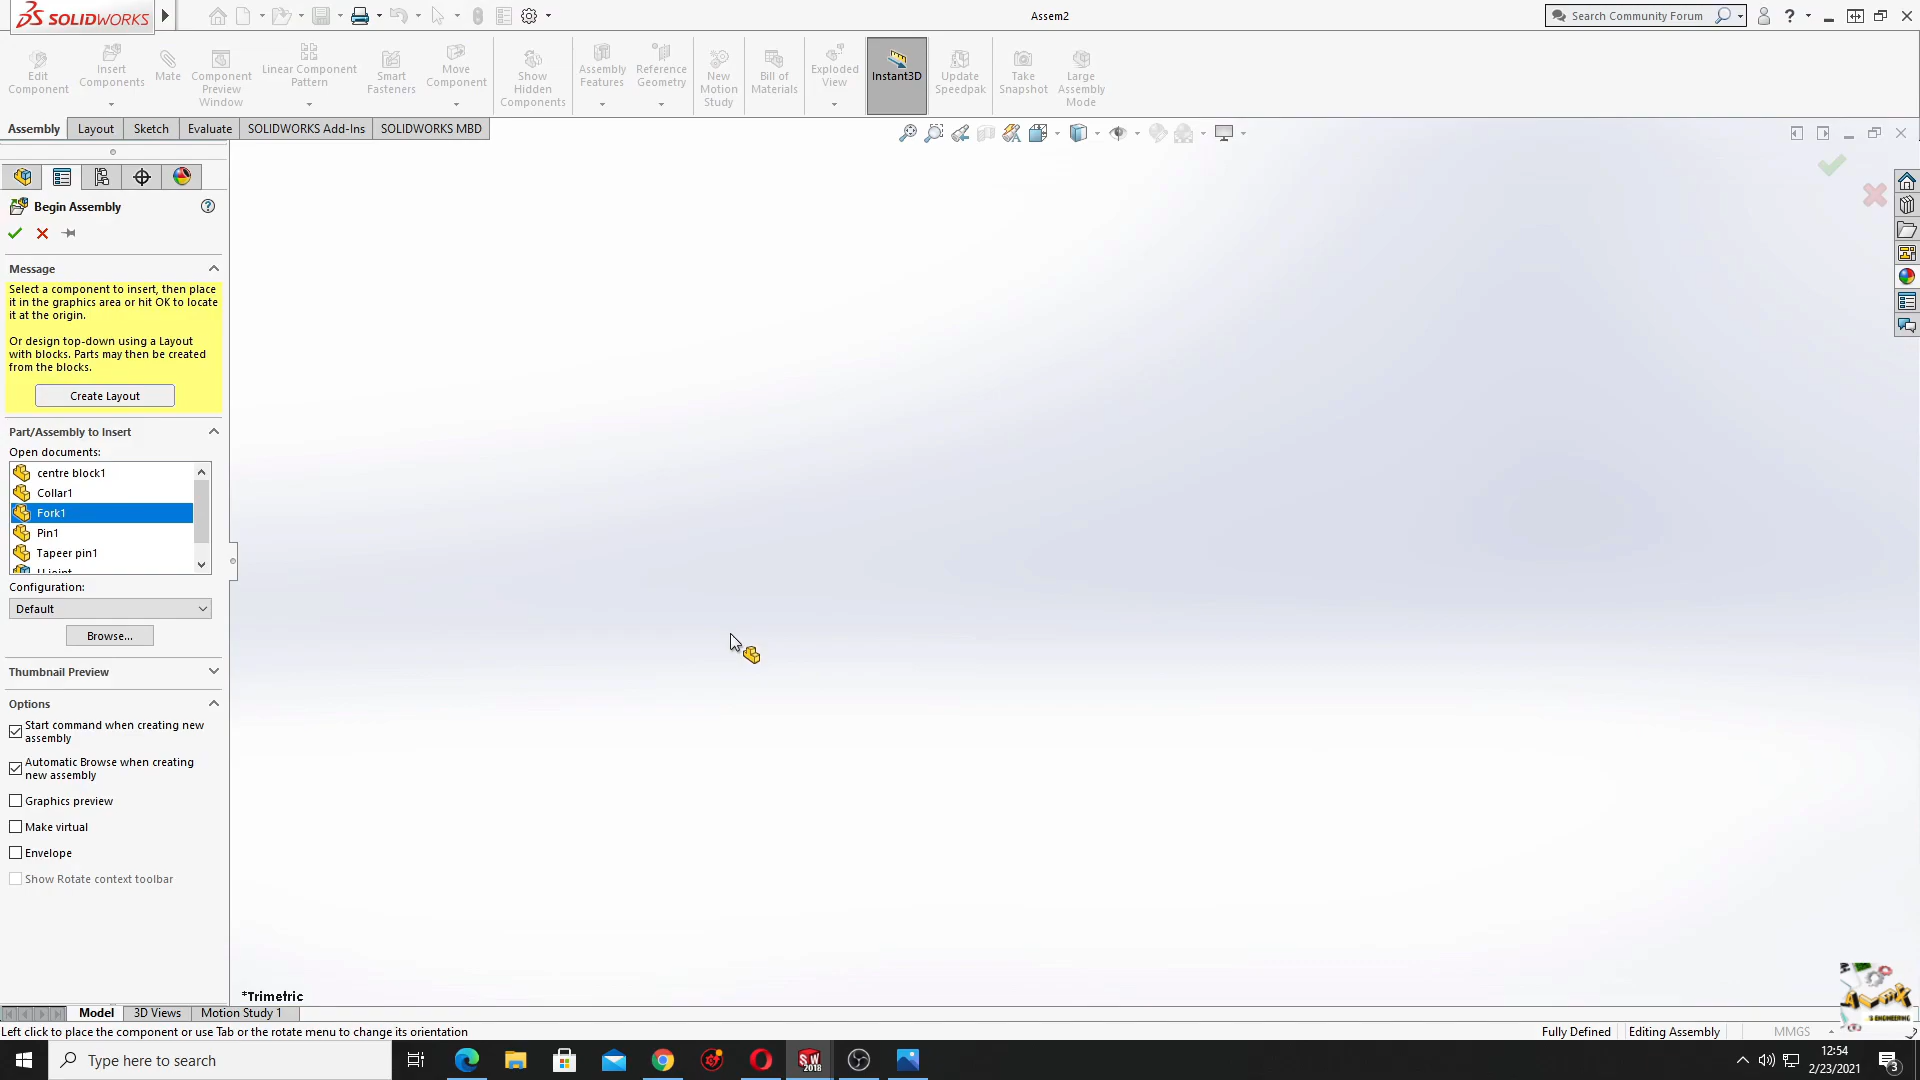 SOLIDWORKS
Assem2
Search Community Forum
Edit Component
Insert Components
Mate
Component Preview Window
Linear Component Pattern
Smart Fasteners
Move Component
Show Hidden Components
Assembly Features
Reference Geometry
New Motion Study
Bill of Materials
Exploded View
Instant3D
Update Speedpak
Take Snapshot
Large Assembly Mode
Assembly
Layout
Sketch
Evaluate
SOLIDWORKS Add-Ins
SOLIDWORKS MBD
Begin Assembly
Message
Select a component to insert, then place
it in the graphics area or hit OK to locate
it at the origin.
Or design top-down using a Layout
with blocks. Parts may then be created
from the blocks.
Create Layout
Part/Assembly to Insert
Open documents:
centre block1
Collar1
Fork1
Pin1
Tapeer pin1
Configuration:
Default
Browse...
Thumbnail Preview
Options
Start command when creating new
assembly
Automatic Browse when creating
new assembly
Graphics preview
Make virtual
Envelope
Show Rotate context toolbar
*Trimetric
Model
3D Views
Motion Study 1
Left click to place the component or use Tab or the rotate menu to change its orientation
Fully Defined
Editing Assembly
MMGS
Type here to search
SW
2018
12:54
2/23/2021
3